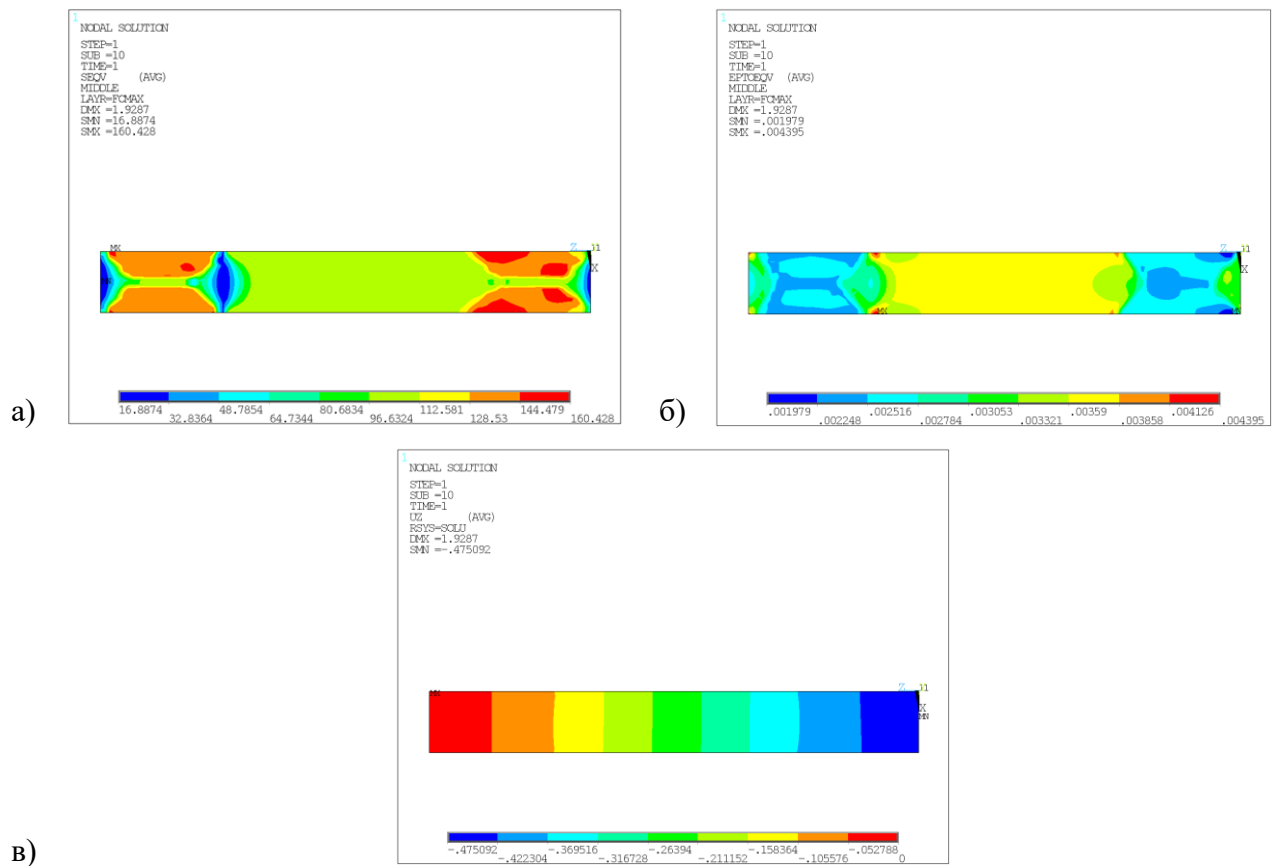 1
NODAL SOLUTION
STEP=1
SUB =10
TIME=1
SEQV (AVG)
MIDDLE
LAYR=FCMAX
DMX =1.9287
SMN =16.8874
SMX =160.428
MX
Z
X
16.8874 48.7854 80.6834 112.581 144.479
32.8364 64.7344 96.6324 128.53 160.428
а)
1
NODAL SOLUTION
STEP=1
SUB =10
TIME=1
EPTOEQV (AVG)
MIDDLE
LAYR=FCMAX
DMX =1.9287
SMN =.001979
SMX =.004395
Z
X
MX
.001979 .002516 .003053 .00359 .004126
.002248 .002784 .003321 .003858 .004395
б)
1
NODAL SOLUTION
STEP=1
SUB =10
TIME=1
UZ (AVG)
RSYS=SOLU
DMX =1.9287
SMN =-.475092
MX
Z
X
MN
-.475092 -.369516 -.26394 -.158364 -.052788
-.422304 -.316728 -.211152 -.105576 0
в)